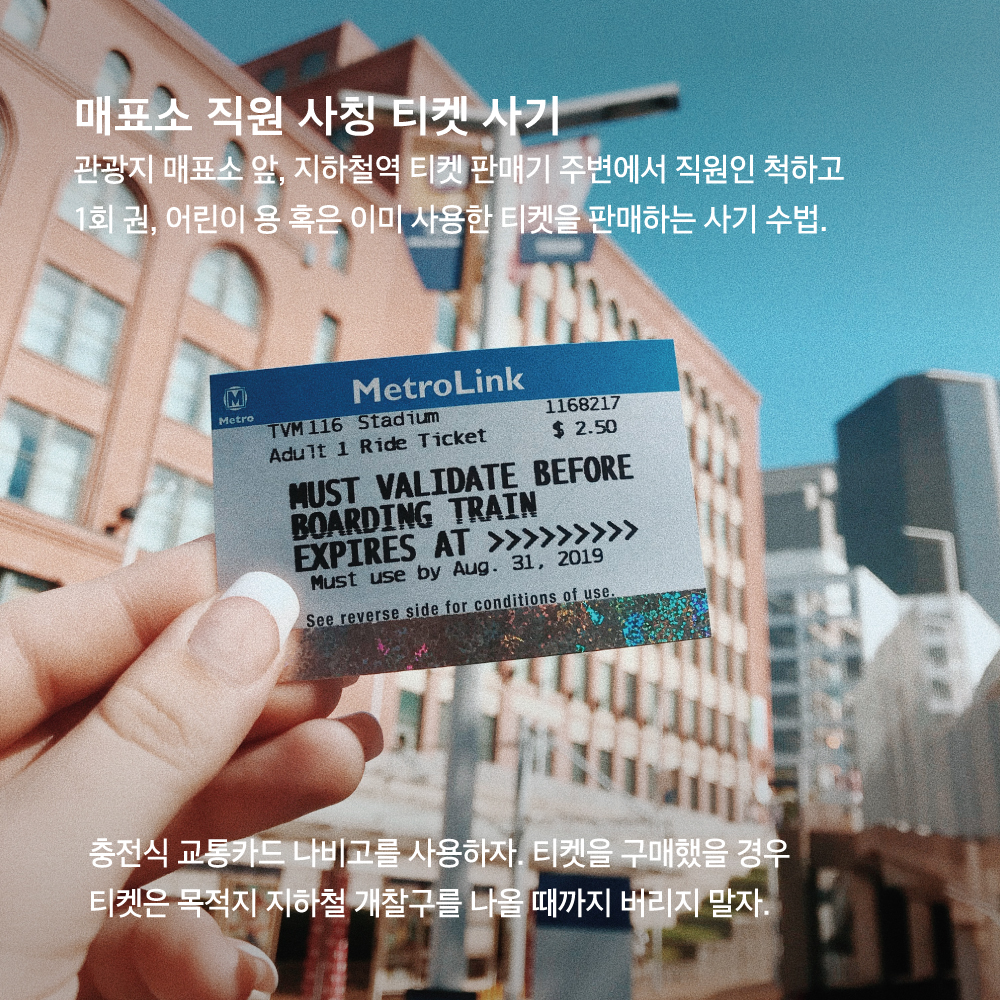 매표소 직원 사칭 티켓 사기
관광지 매표소 앞, 지하철역 티켓 판매기 주변에서 직원인 척하고
1회 권, 어린이 용 혹은 이미 사용한 티켓을 판매하는 사기 수법.
MetroLink
Metro
TVM 116 Stadium 1168217
Adult 1 Ride Ticket $ 2.50
MUST VALIDATE BEFORE
BOARDING TRAIN
EXPIRES AT >>>>>>>>>
Must use by Aug. 31, 2019
See reverse side for conditions of use.
충전식 교통카드 나비고를 사용하자. 티켓을 구매했을 경우
티켓은 목적지 지하철 개찰구를 나올 때까지 버리지 말자.